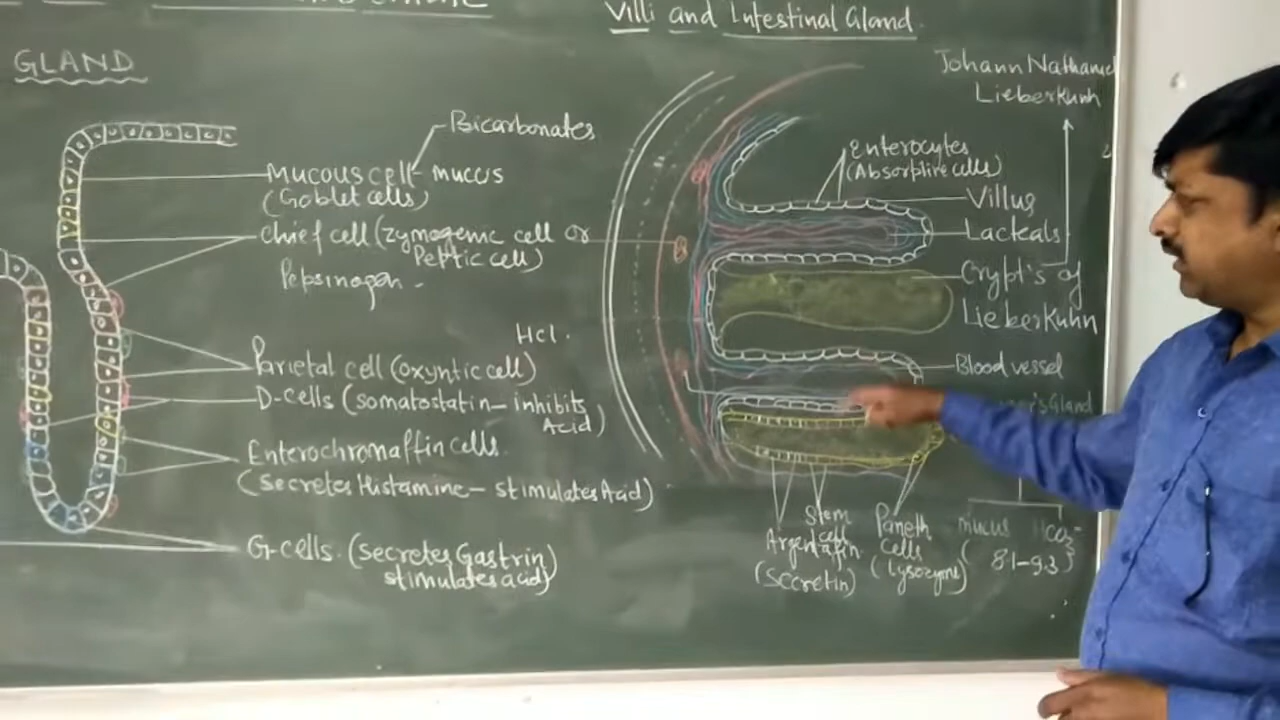 Villi and Intestinal Gland
GLAND
Johann Nathanie
Lieberkuhn
Bicarbonates
Mucous cell - mucus
(Goblet cells)
Chief cell (zymogenic cell or
Peptic cell)
Pepsinogen -
Hcl.
Parietal cell (oxyntic cell)
D-cells (somatostatin - inhibits
Acid)
Enterochromaffin cells.
(secretes Histamine - stimulates Acid)
G-cells. (secretes Gastrin)
stimulates acid)
Enterocytes
(Absorptive cells)
Villus
Lacteals
Crypt's of
Lieberkuhn
Blood vessel
Gland
Stem
cell
Argentafin
(secretin)
Paneth
cells
(Lysozyme)
mucus HCO3-
( 8.1-9.3 )